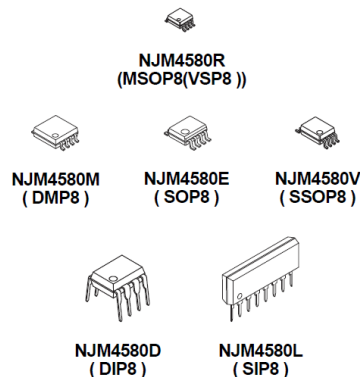 NJM4580R
(MSOP8(VSP8 ))
NJM4580M NJM4580E NJM4580V
( DMP8 ) ( SOP8 ) ( SSOP8 )
NJM4580D NJM4580L
( DIP8 ) ( SIP8 )